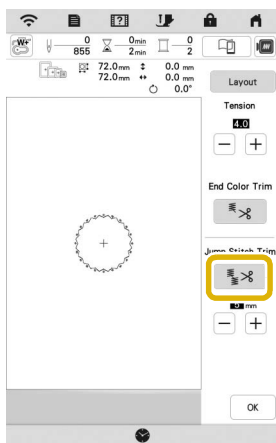 W+
0
855
0min
2min
0
2
72.0mm 0.0 mm
72.0mm 0.0 mm
0.0°
Layout
Tension
4.0
− +
End Color Trim
Jump Stitch Trim
mm
− +
OK